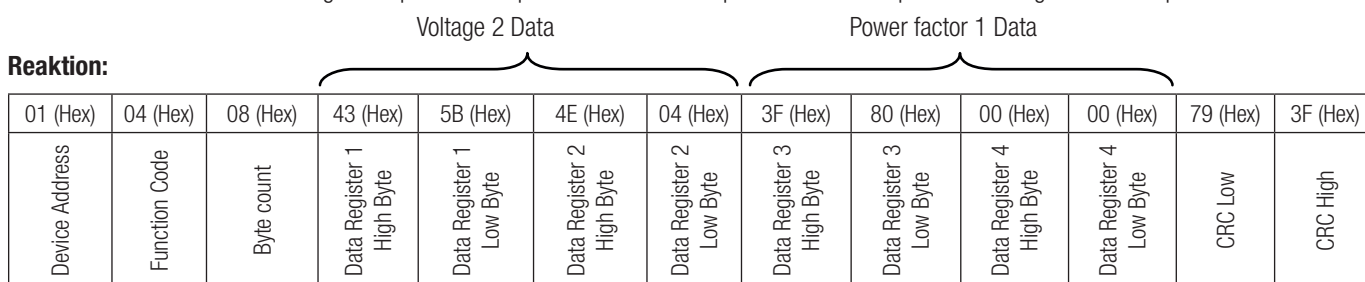 Voltage 2 Data Power factor 1 Data
Reaktion:
01 (Hex) 04 (Hex) 08 (Hex) 43 (Hex) 5B (Hex) 4E (Hex) 04 (Hex) 3F (Hex) 80 (Hex) 00 (Hex) 00 (Hex) 79 (Hex) 3F (Hex)
Device Address
Function Code
Byte count
Data Register 1
High Byte
Data Register 1
Low Byte
Data Register 2
High Byte
Data Register 2
Low Byte
Data Register 3
High Byte
Data Register 3
Low Byte
Data Register 4
High Byte
Data Register 4
Low Byte
CRC Low
CRC High